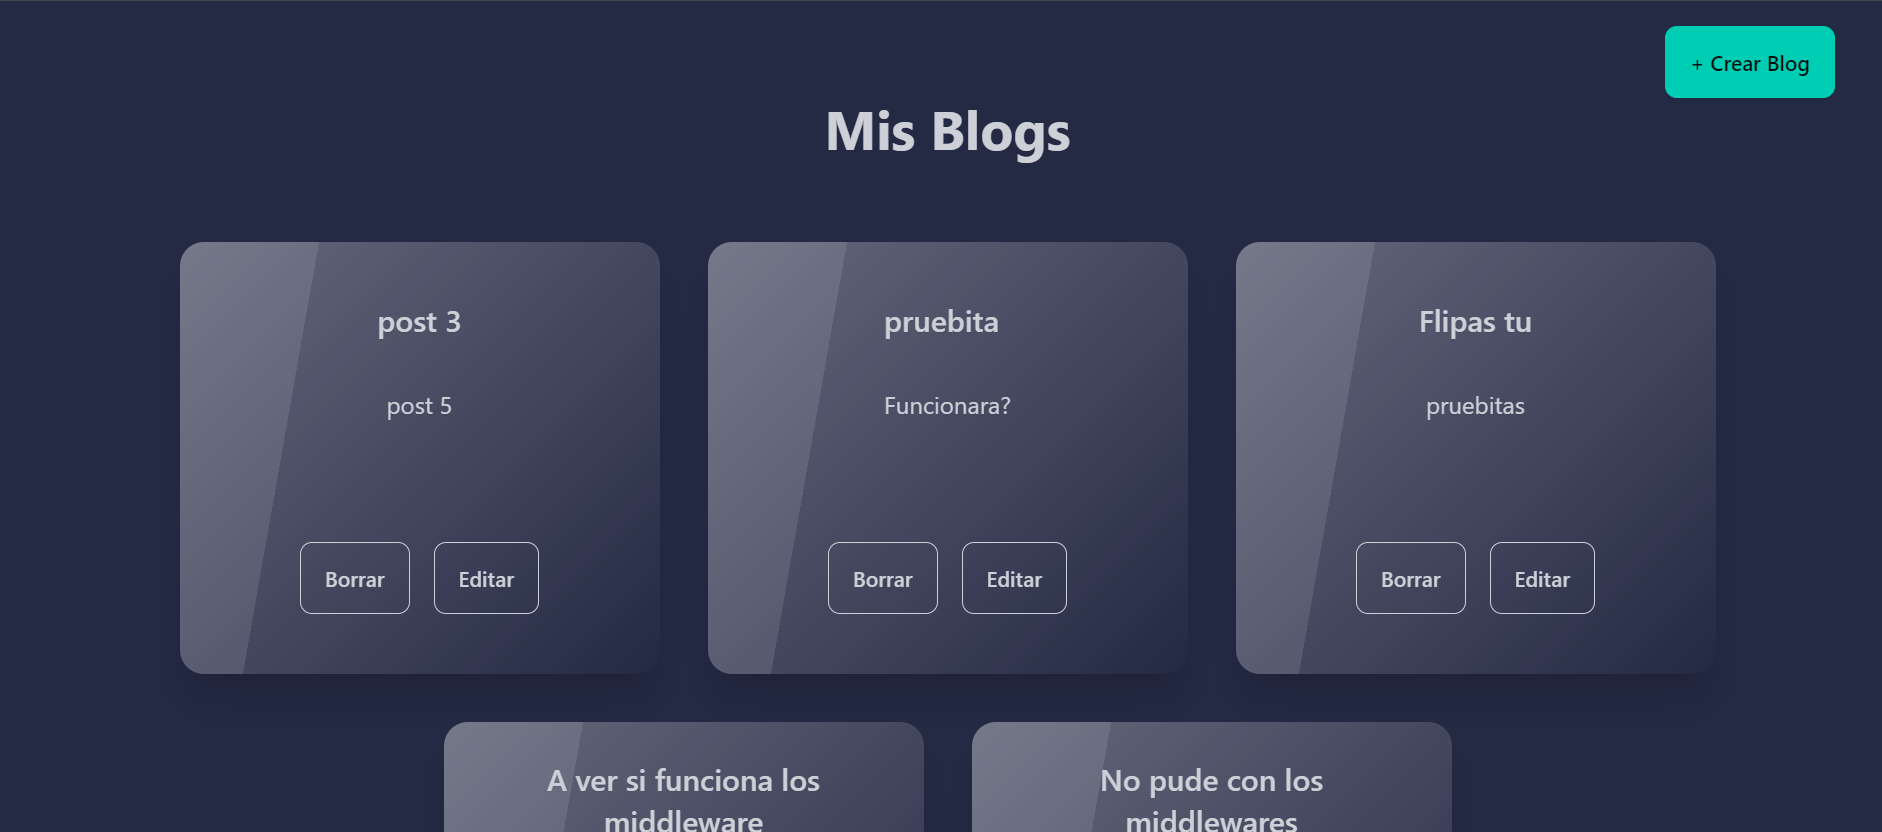 + Crear Blog
Mis Blogs
post 3
post 5
Borrar
Editar
pruebita
Funcionara?
Borrar
Editar
Flipas tu
pruebitas
Borrar
Editar
A ver si funciona los
middleware
No pude con los
middlewares